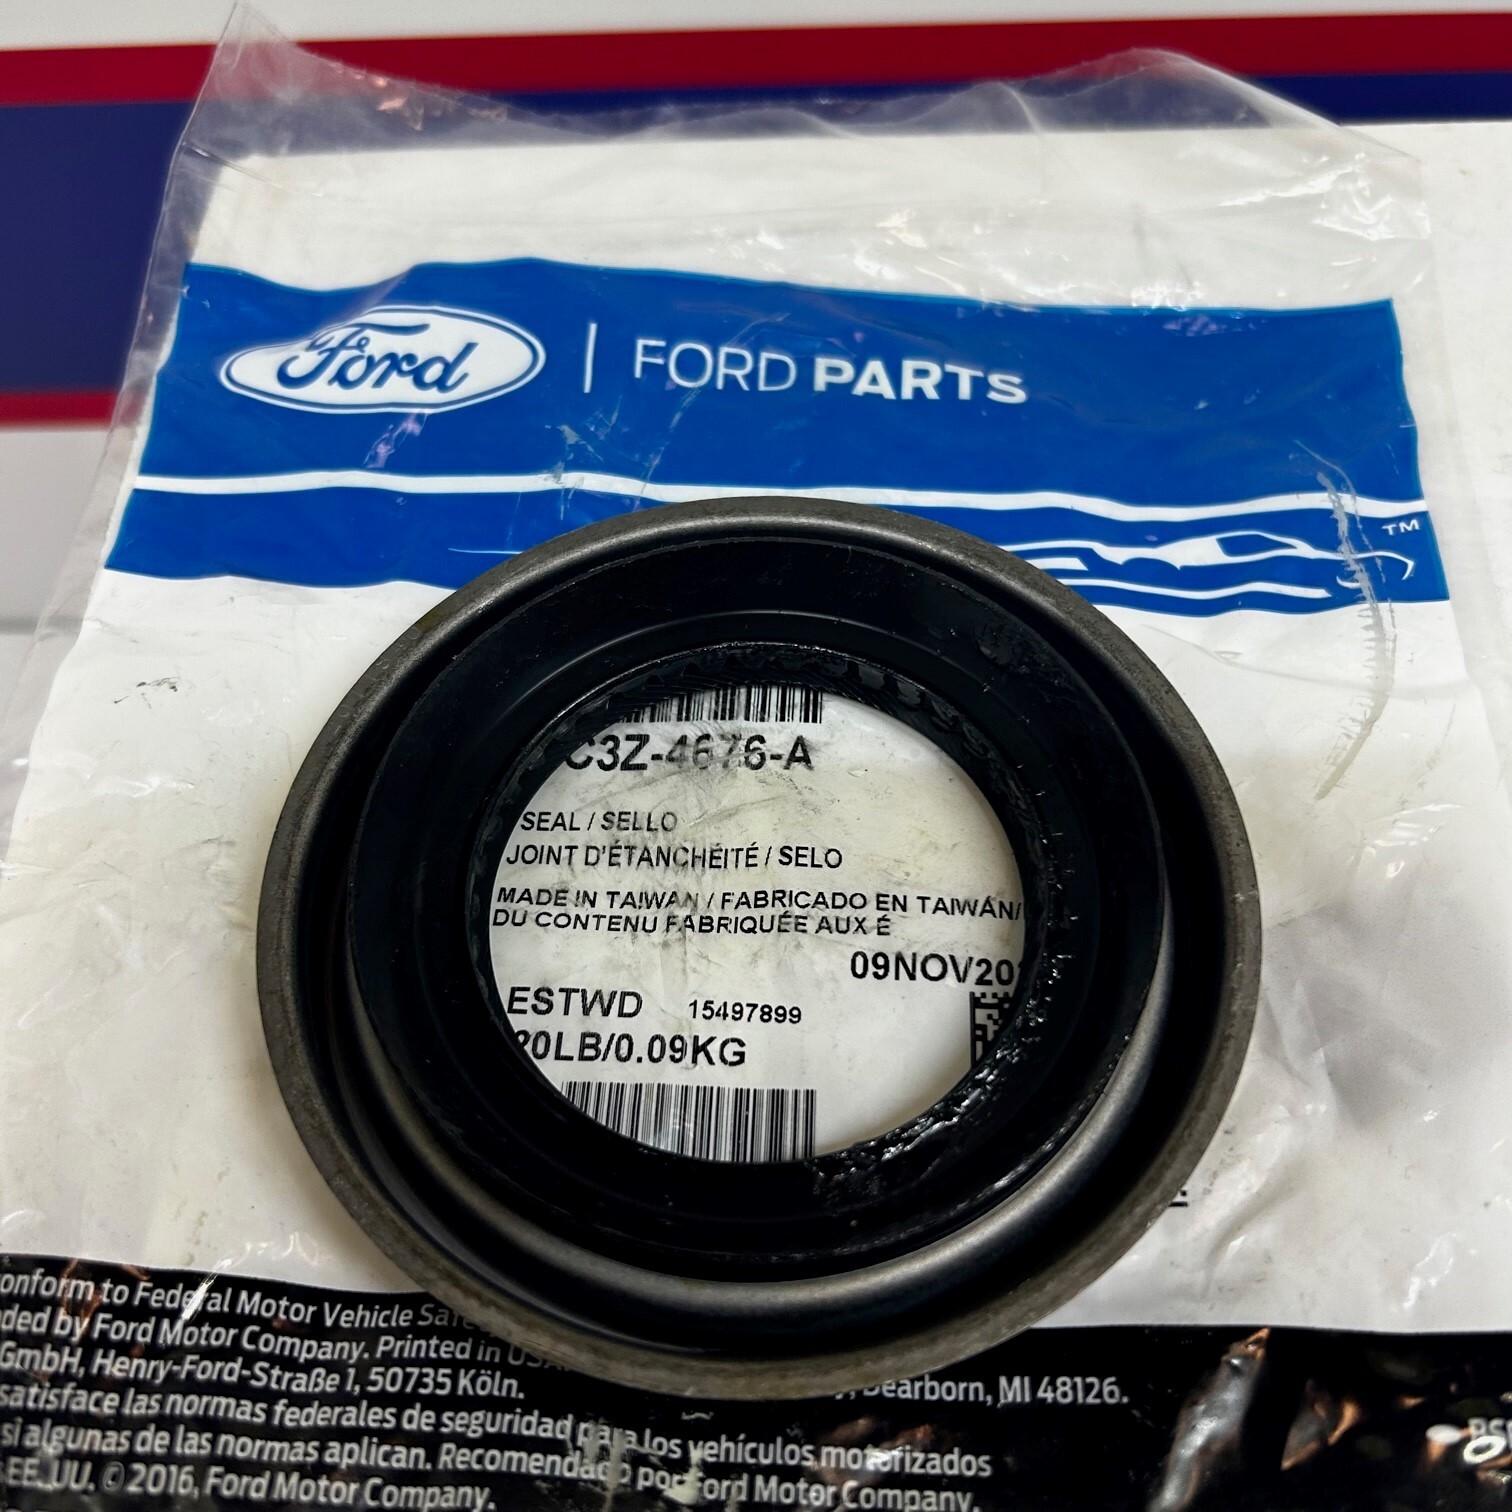 Ford | FORD PARTS
TM
C3Z-4676-A
SEAL / SELLO
JOINT D'ÉTANCHÉITÉ / SELO
MADE IN TAIWAN / FABRICADO EN TAIWÁN/
DU CONTENU FABRIQUÉE AUX É
09NOV20
ESTWD 15497899
20LB/0.09KG
onform to Federal Motor Vehicle Safe
ded by Ford Motor Company. Printed in USA
GmbH, Henry-Ford-Straße 1, 50735 Köln.
Dearborn, MI 48126.
satisface las normas federales de seguridad para los vehículos motorizados
si algunas de las normas aplican. Recomendado por Ford Motor Company.
EE. UU. © 2016, Ford Motor Company.